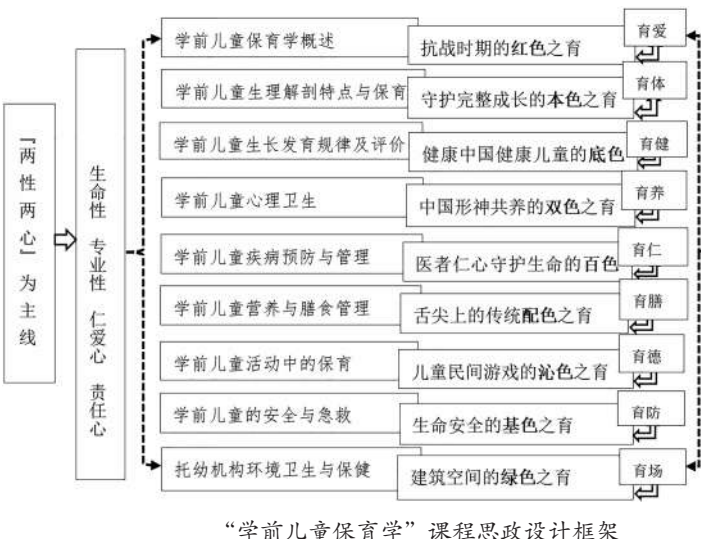 『两性两心』为主线
生命性 专业性 仁爱心 责任心
学前儿童保育学概述
抗战时期的红色之育
育爱
学前儿童生理解剖特点与保育
守护完整成长的本色之育
育体
学前儿童生长发育规律及评价
健康中国健康儿童的底色
育健
学前儿童心理卫生
中国形神共养的双色之育
育养
学前儿童疾病预防与管理
医者仁心守护生命的百色
育仁
学前儿童营养与膳食管理
舌尖上的传统配色之育
育膳
学前儿童活动中的保育
儿童民间游戏的沁色之育
育德
学前儿童的安全与急救
生命安全的基色之育
育防
托幼机构环境卫生与保健
建筑空间的绿色之育
育场
“学前儿童保育学”课程思政设计框架